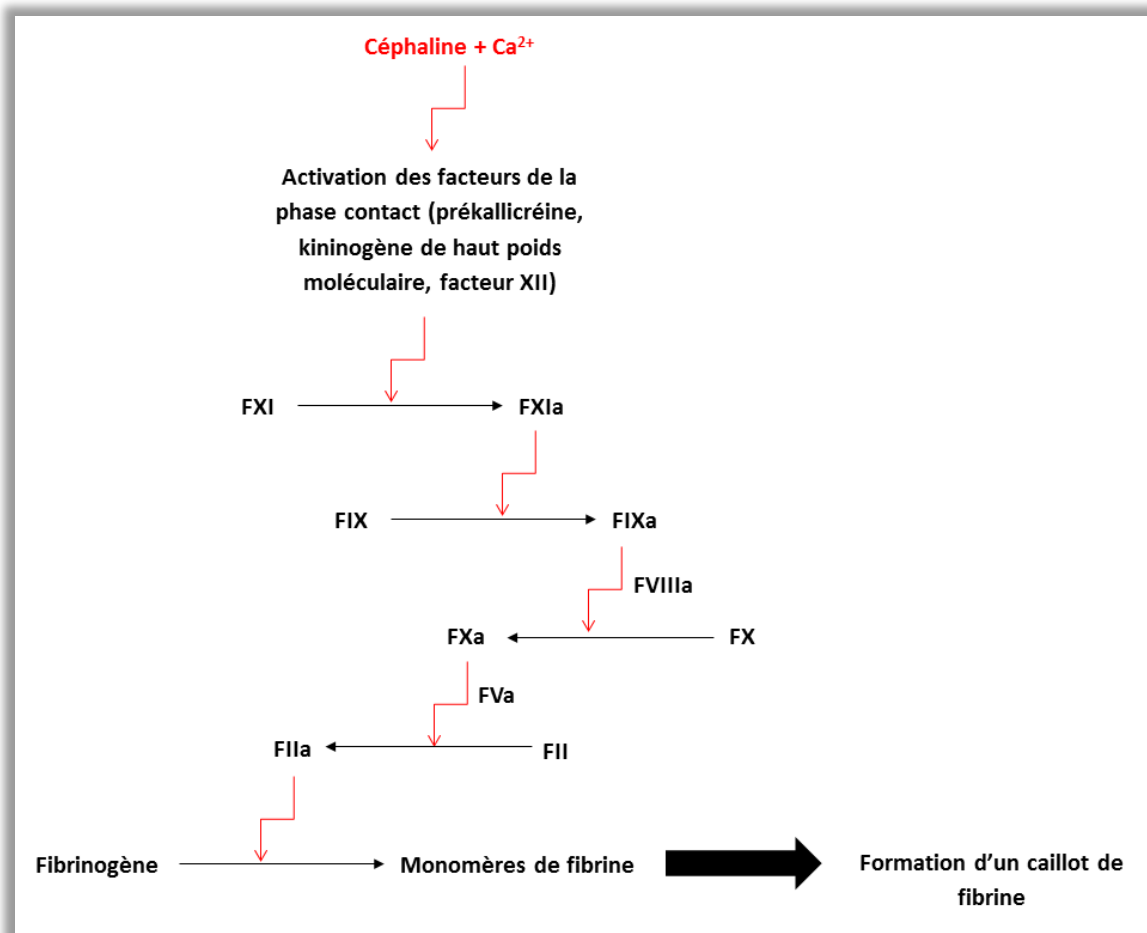 Céphaline + Ca²⁺
Activation des facteurs de la
phase contact (prékallicréine,
kininogène de haut poids
moléculaire, facteur XII)
FXI
FXIa
FIX
FIXa
FVIIIa
FXa
FX
FVa
FIIa
FII
Fibrinogène
Monomères de fibrine
Formation d’un caillot de
fibrine